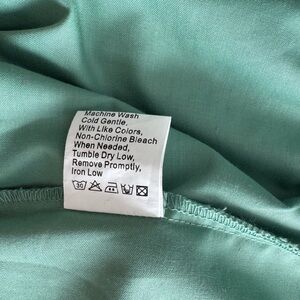 Machine Wash
Cold Gentle.
With Like Colors,
Non-Chlorine Bleach
When Needed,
Tumble Dry Low,
Remove Promptly,
Iron Low
30